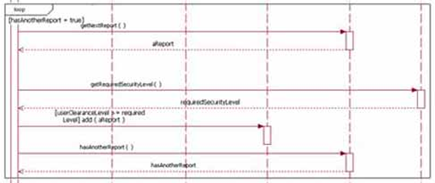 loop
[hasAnotherReport = true]
getNextReport ( )
aReport
getRequiredSecurityLevel ( )
requiredSecurityLevel
[userClearanceLevel >= required
Level] add ( aReport )
hasAnotherReport ( )
hasAnotherReport